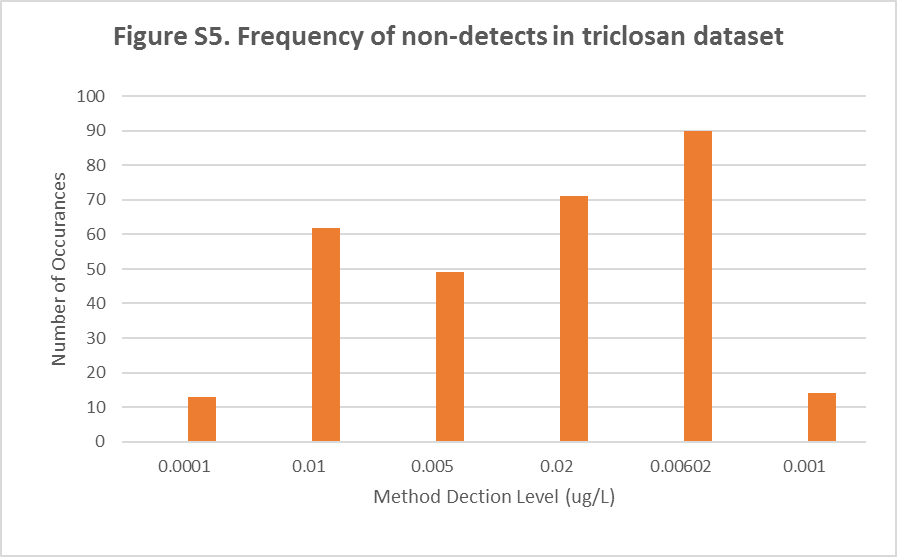 Figure S5. Frequency of non-detects in triclosan dataset
100
90
80
70
60
50
40
30
20
10
0
Number of Occurances
0.0001 0.01 0.005 0.02 0.00602 0.001
Method Dection Level (ug/L)